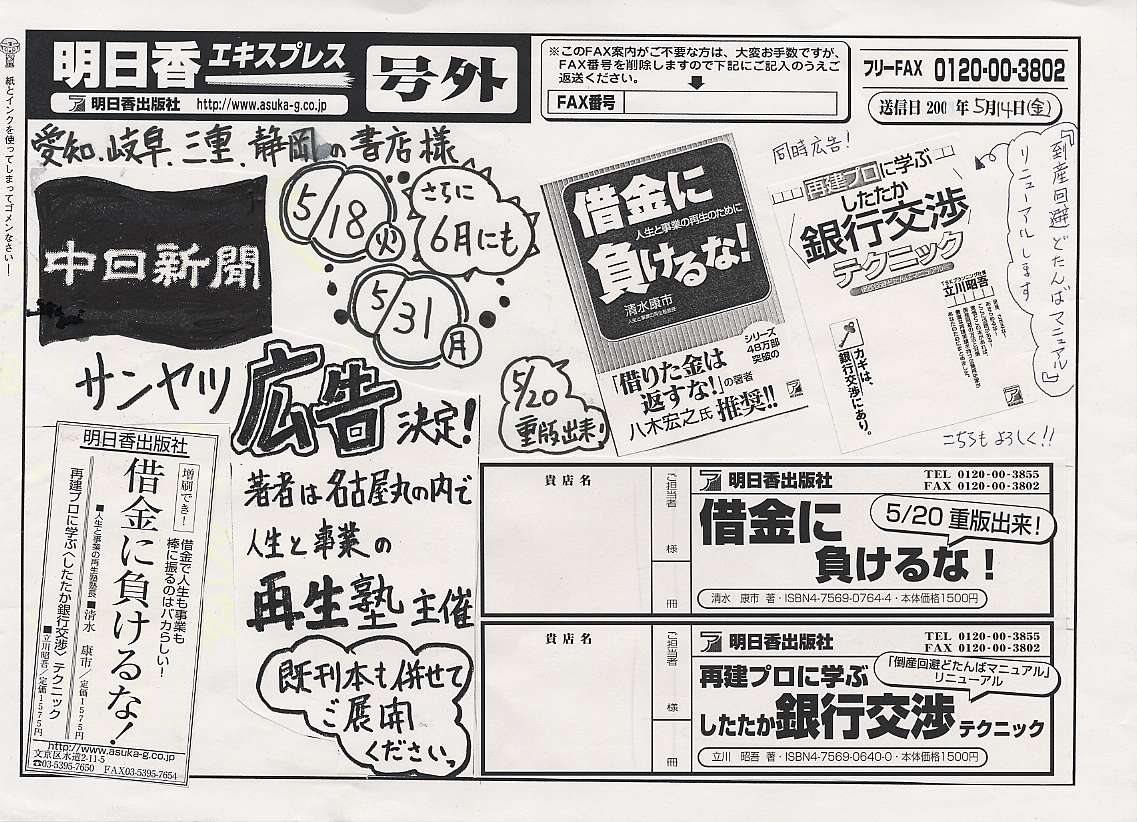 紙とインクを使ってしまってゴメンなさい！
明日香エキスプレス
明日香出版社 http://www.asuka-g.co.jp
号外
※このFAX案内がご不要な方は、大変お手数ですが、
FAX番号を削除しますので下記にご記入のうえご
返送ください。
FAX番号
フリーFAX 0120-00-3802
送信日 200 年5月14日(金)
愛知、岐阜、三重、静岡の書店様
中日新聞
5/18火
さらに
6月にも
5/31月
サンヤツ 広告 決定!
5/20
重版出来!
同時広告!
借金に
人生と事業の再生のために
負けるな!
清水康市
シリーズ
48万部
突破の
「借りた金は
返すな!」の著者
八木宏之氏 推奨!!
再建プロに学ぶ
したたか
銀行交渉
テクニック
立川昭吾
カギは、
銀行交渉にあり。
『倒産回避どたんばマニュアル』
リニューアルします
こちらもよろしく!!
明日香出版社
増刷でき!
借金に負けるな!
借金で人生も事業も
棒に振るのはバカらしい!
■人生と事業の再生塾塾長■清水 康市/定価1575円
再建プロに学ぶ〈したたか銀行交渉〉テクニック
■立川昭吾/定価1575円
http://www.asuka-g.co.jp
文京区水道2-11-5
☎03-5395-7650 FAX03-5395-7654
著者は名古屋丸の内で
人生と事業の
再生塾主催
既刊本も併せて
ご展開
くださいっ
貴店名
ご担当者
様
冊
明日香出版社
TEL 0120-00-3855
FAX 0120-00-3802
借金に
負けるな!
5/20 重版出来!
清水 康市 著・ISBN4-7569-0764-4・本体価格1500円
貴店名
ご担当者
様
冊
明日香出版社
TEL 0120-00-3855
FAX 0120-00-3802
再建プロに学ぶ
「倒産回避どたんばマニュアル」
リニューアル
したたか銀行交渉テクニック
立川 昭吾 著・ISBN4-7569-0640-0・本体価格1500円